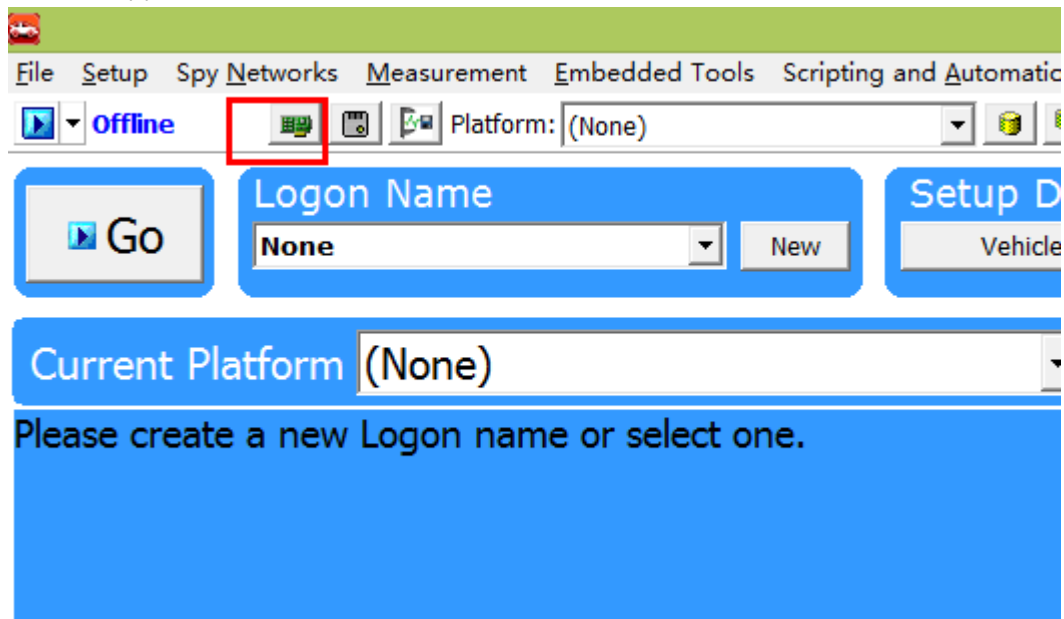 File Setup Spy Networks Measurement Embedded Tools Scripting and Automatic
Offline Platform: (None)
Go
Logon Name
None New
Setup D
Vehicle
Current Platform (None)
Please create a new Logon name or select one.